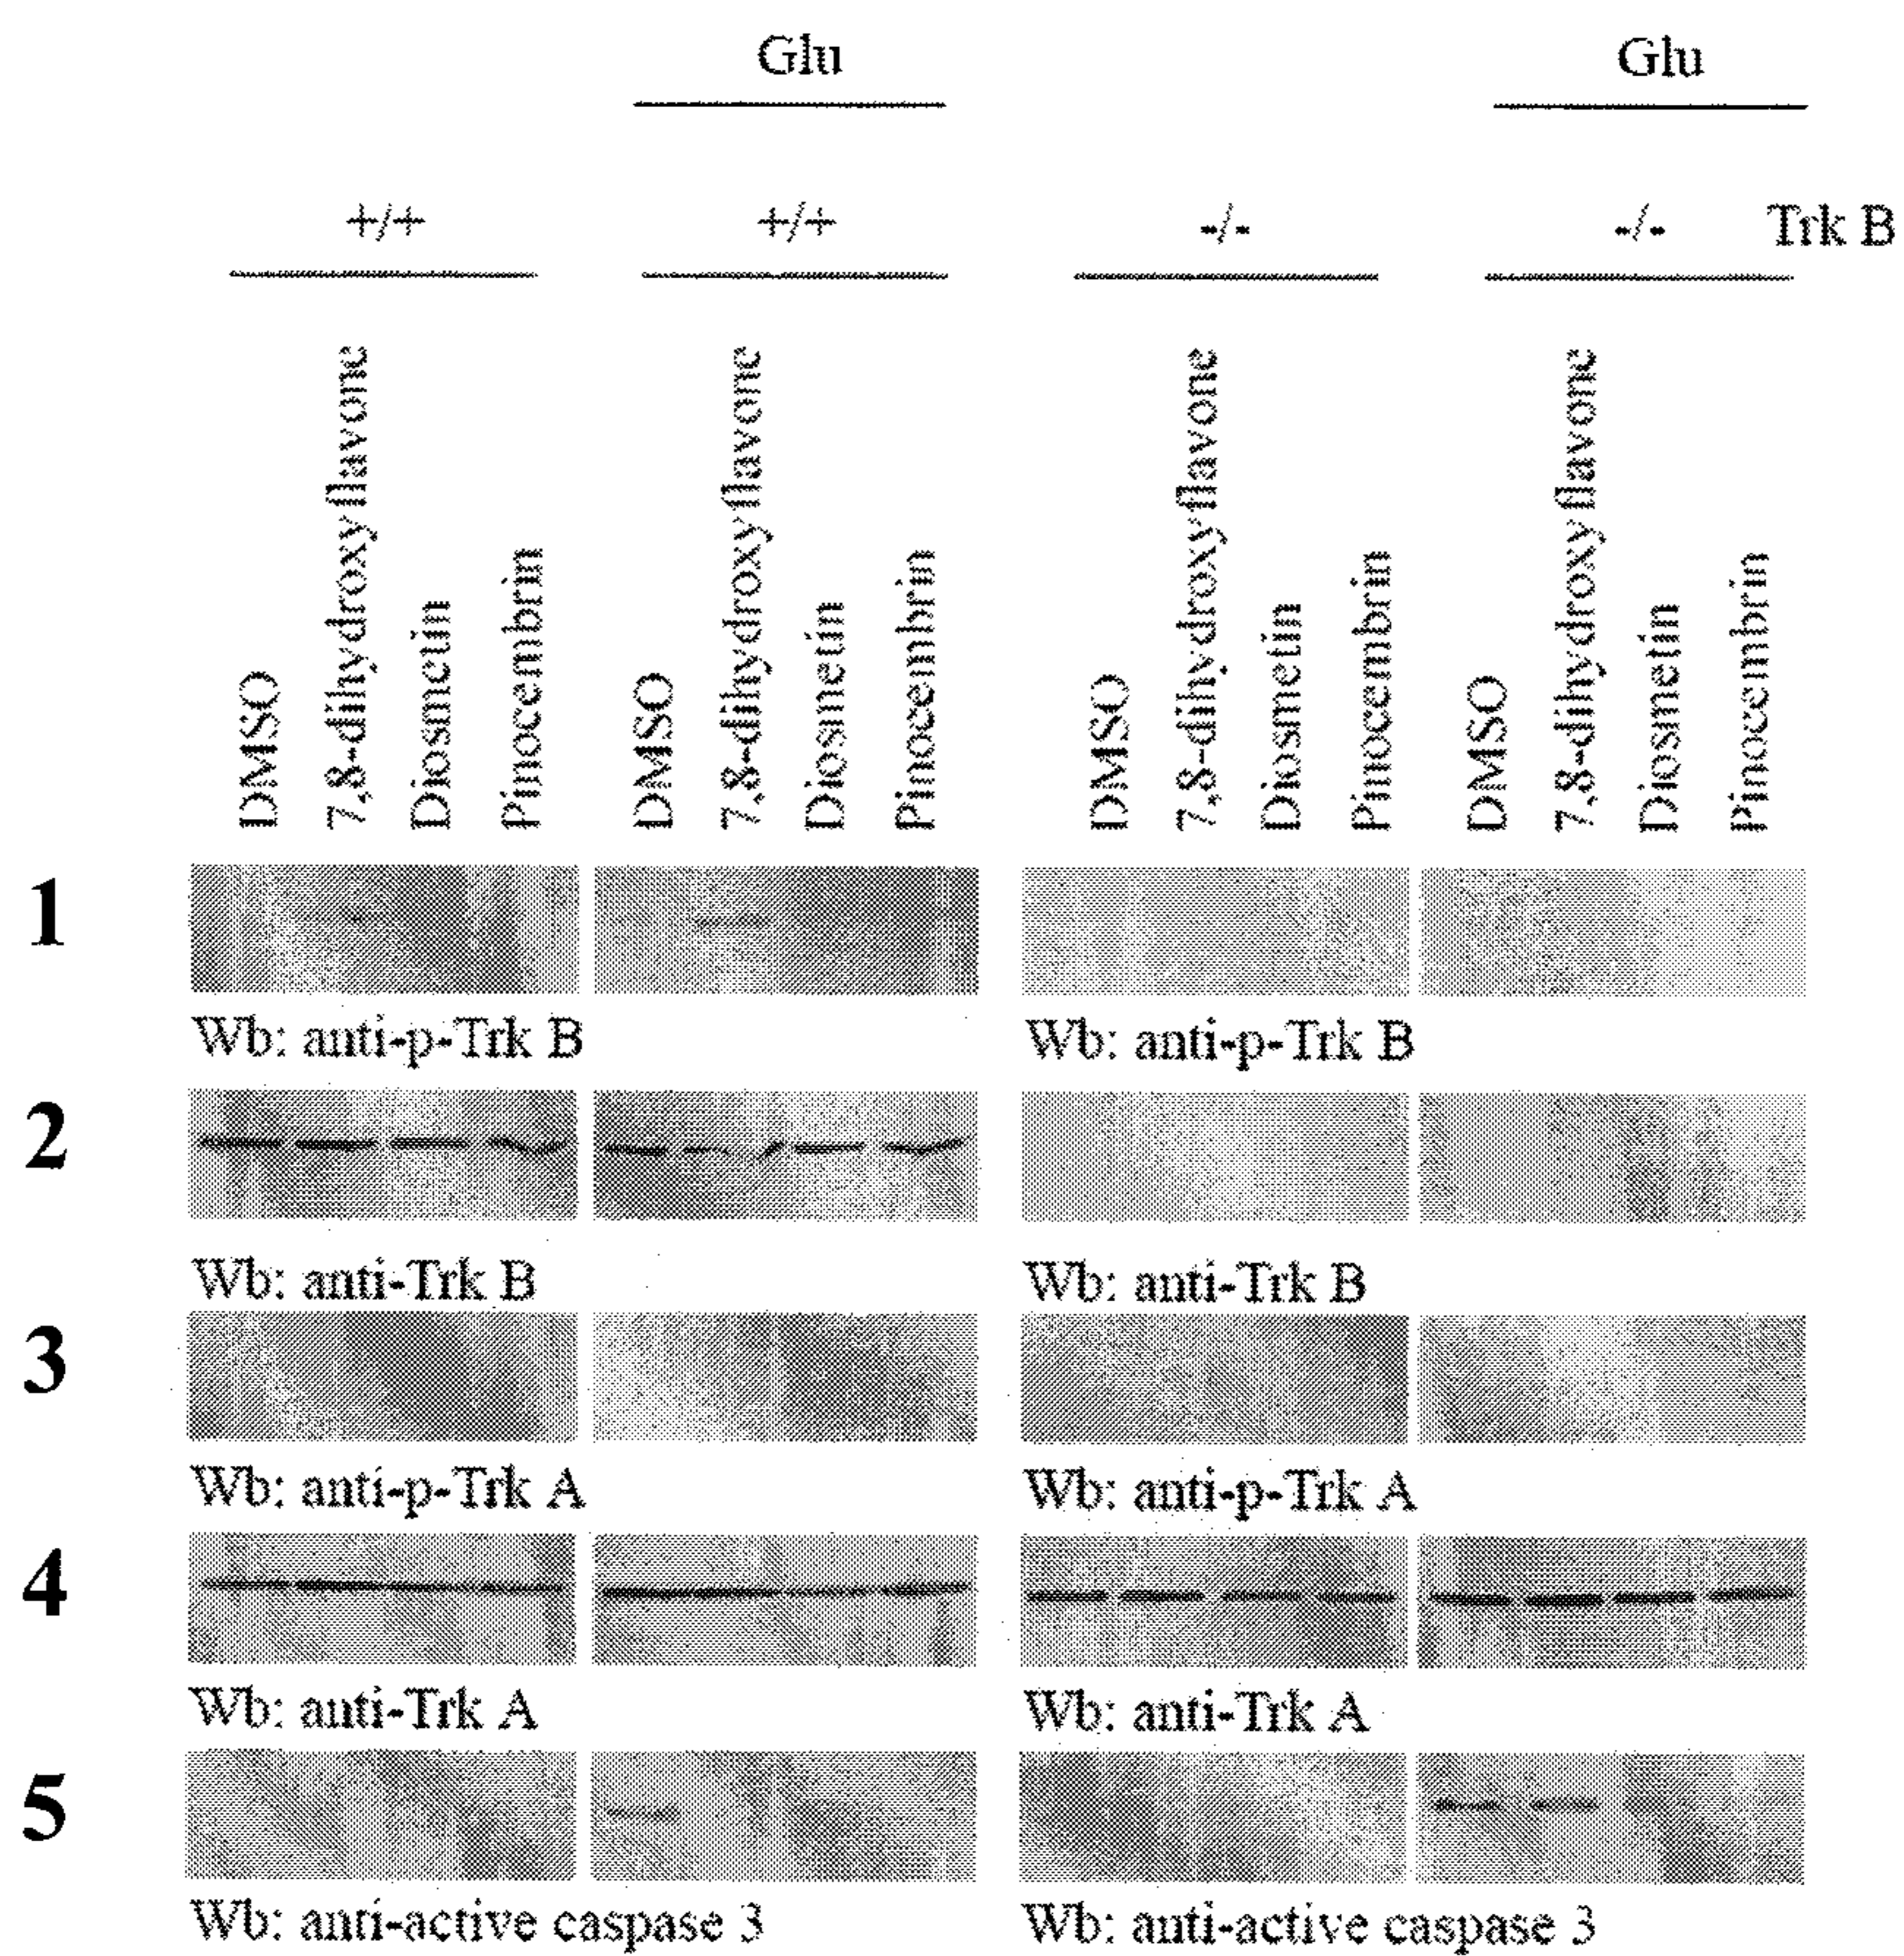 Glu Glu
+/+ +/+ -/- -/- Trk B
DMSO 7,8-dihydroxyflavone Diosmetin Pinocembrin DMSO 7,8-dihydroxyflavone Diosmetin Pinocembrin DMSO 7,8-dihydroxyflavone Diosmetin Pinocembrin DMSO 7,8-dihydroxyflavone Diosmetin Pinocembrin
1
Wb: anti-p-Trk B Wb: anti-p-Trk B
2
Wb: anti-Trk B Wb: anti-Trk B
3
Wb: anti-p-Trk A Wb: anti-p-Trk A
4
Wb: anti-Trk A Wb: anti-Trk A
5
Wb: anti-active caspase 3 Wb: anti-active caspase 3